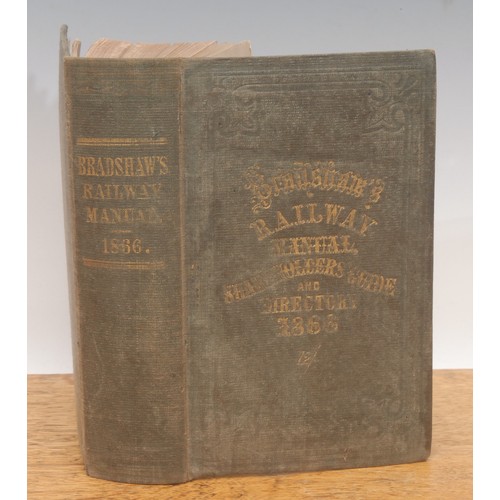 BRADSHAW'S
RAILWAY
MANUAL.
1866.
Bradshaw's
RAILWAY
MANUAL,
SHAREHOLDERS GUIDE
AND
DIRECTORY
1866